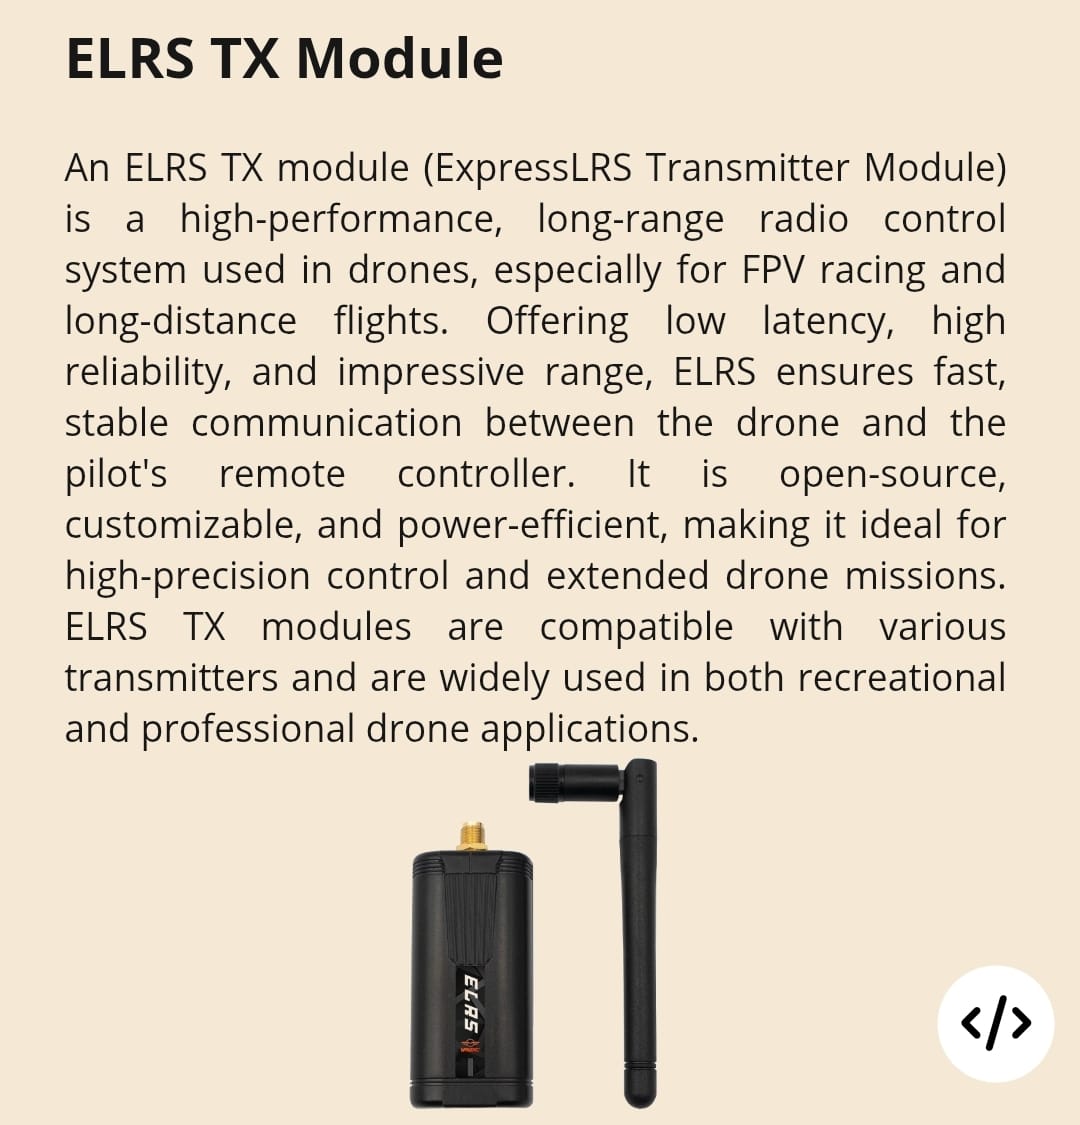 ELRS TX Module
An ELRS TX module (ExpressLRS Transmitter Module)
is a high-performance, long-range radio control
system used in drones, especially for FPV racing and
long-distance flights. Offering low latency, high
reliability, and impressive range, ELRS ensures fast,
stable communication between the drone and the
pilot's remote controller. It is open-source,
customizable, and power-efficient, making it ideal for
high-precision control and extended drone missions.
ELRS TX modules are compatible with various
transmitters and are widely used in both recreational
and professional drone applications.
ELRS
</>